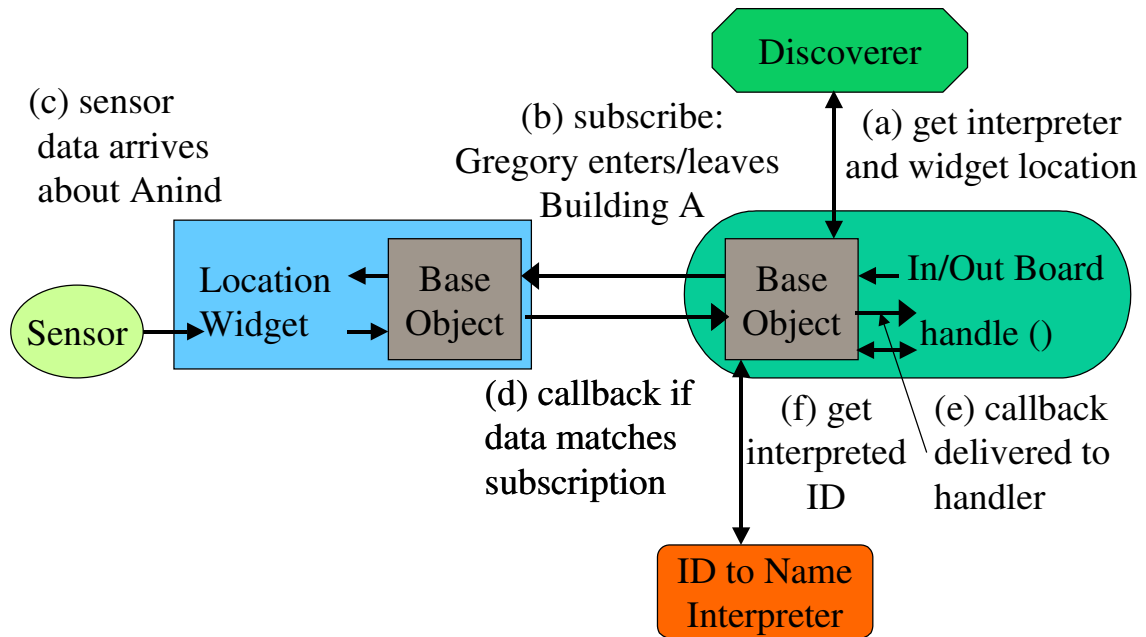 Discoverer
(c) sensor
data arrives
about Anind
(b) subscribe:
Gregory enters/leaves
Building A
(a) get interpreter
and widget location
Sensor
Location
Widget
Base
Object
Base
Object
In/Out Board
handle ()
(d) callback if
data matches
subscription
(f) get
interpreted
ID
(e) callback
delivered to
handler
ID to Name
Interpreter